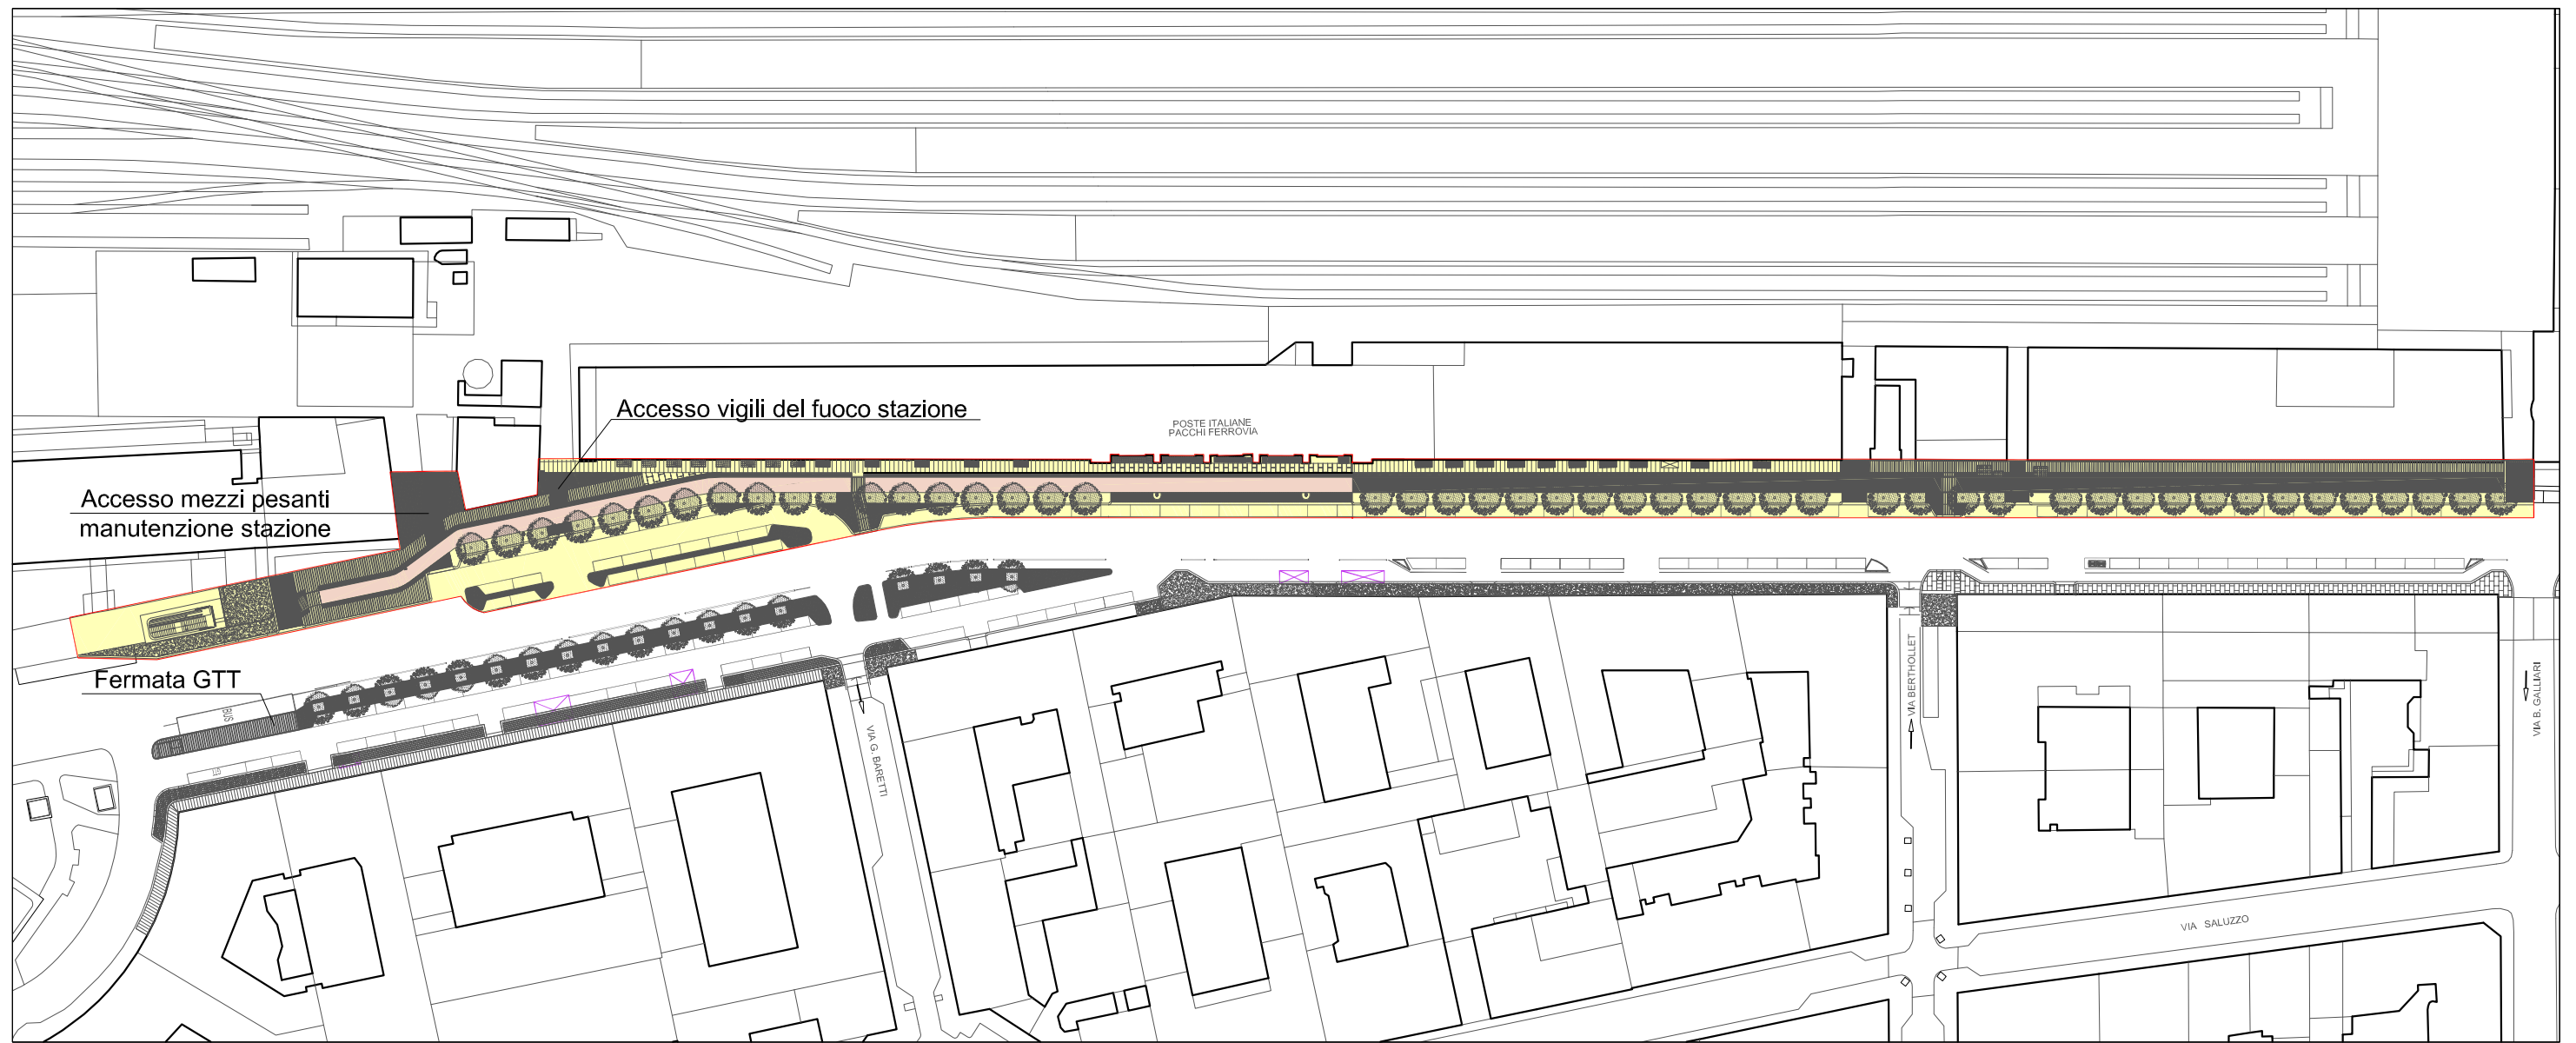 Accesso vigili del fuoco stazione
POSTE ITALIANE
PACCHI FERROVIA
Accesso mezzi pesanti
manutenzione stazione
Fermata GTT
BUS
VIA G. BARETTI
VIA BERTHOLLET
VIA B. GALLIARI
VIA SALUZZO